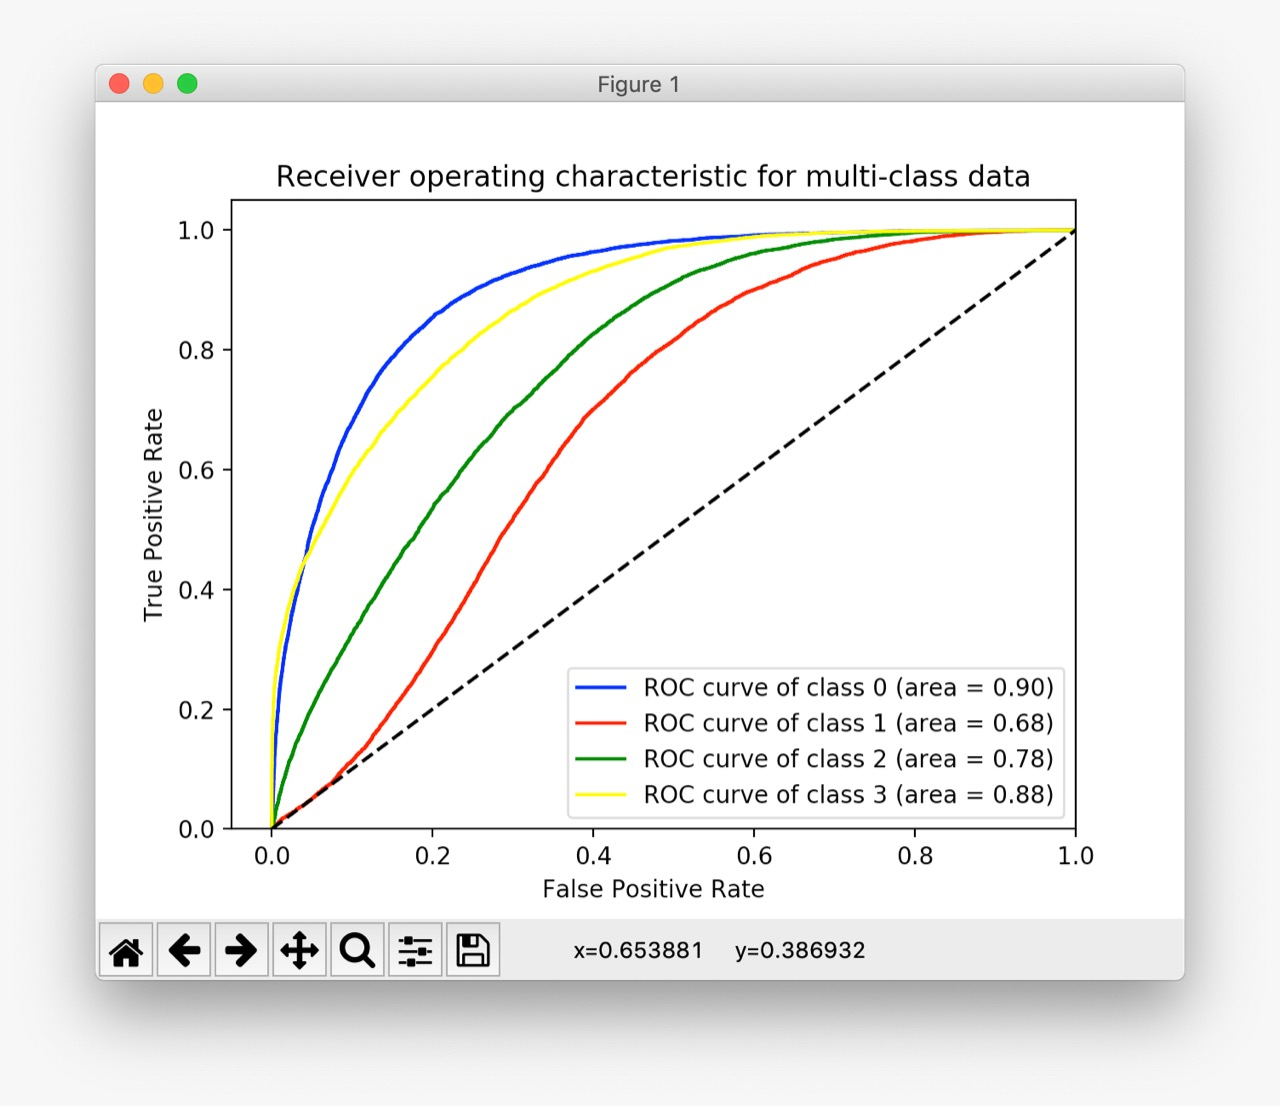 Figure 1
Receiver operating characteristic for multi-class data
1.0
0.8
0.6
0.4
0.2
0.0
True Positive Rate
ROC curve of class 0 (area = 0.90)
ROC curve of class 1 (area = 0.68)
ROC curve of class 2 (area = 0.78)
ROC curve of class 3 (area = 0.88)
0.0 0.2 0.4 0.6 0.8 1.0
False Positive Rate
x=0.653881 y=0.386932